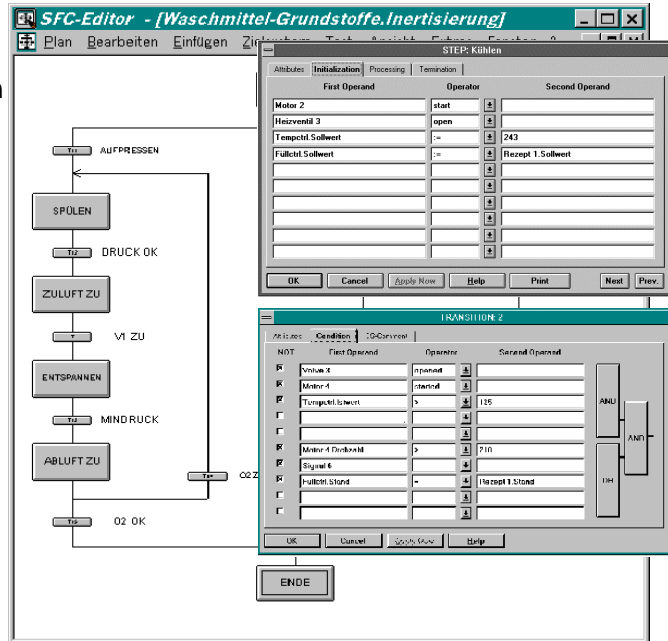 SFC-Editor - [Waschmittel-Grundstoffe.Inertisierung]
Plan Bearbeiten Einfügen
AUFPRESSEN
SPÜLEN
DRUCK OK
ZULUFT ZU
V1 ZU
ENTSPANNEN
MINDRUCK
ABLUFT ZU
O2 OK
ENDE
STEP: Kühlen
Attributes Initialization Processing Termination
First Operand Operator Second Operand
Motor 2 start
Heizventil 3 open
Tempctrl.Sollwert := 243
Füllctrl.Sollwert := Rezept 1.Sollwert
OK Cancel Apply Now Help Print Next Prev.
TRANSITION: 2
Condition
NOT First Operand Operator Second Operand
opened
Motor 4 started
Tempctrl.Istwert > 125
Motor 4.Drehzahl > 210
Signal 6
Füllctrl.Stand = Rezept 1.Stand
AND
AND
OR
OK Cancel Apply Now Help